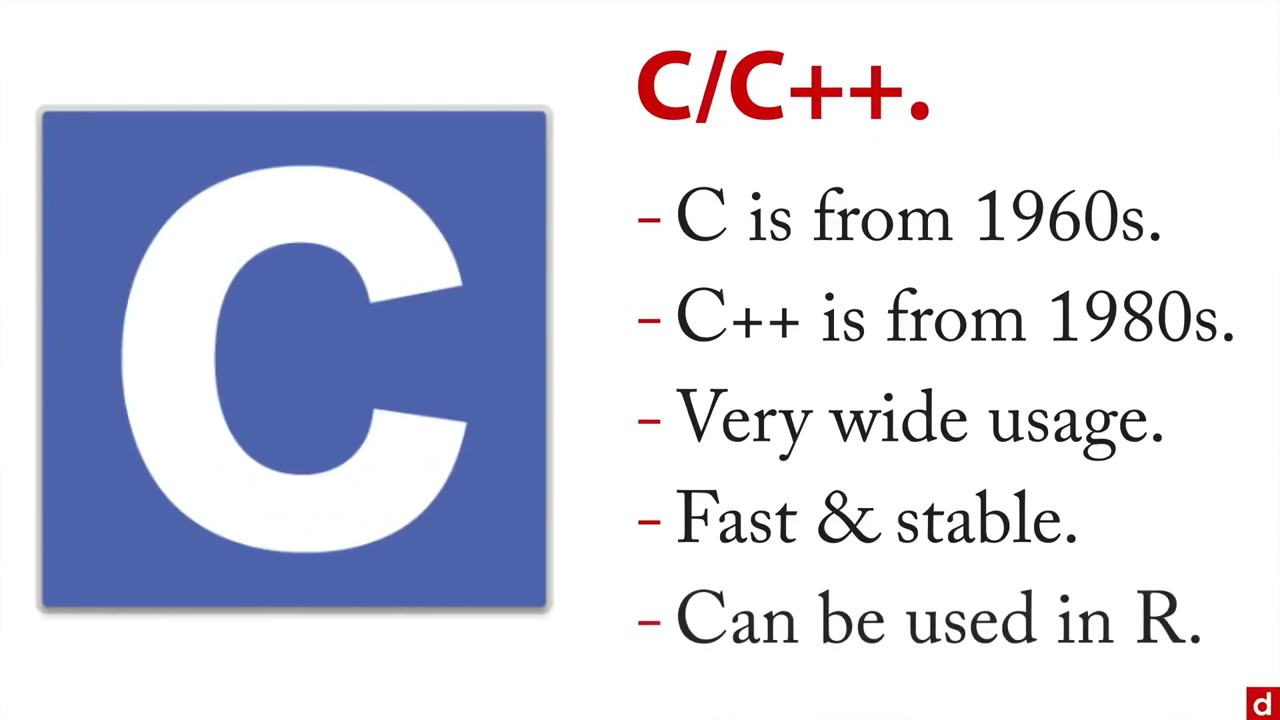 C
C/C++.
- C is from 1960s.
- C++ is from 1980s.
- Very wide usage.
- Fast & stable.
- Can be used in R.
d